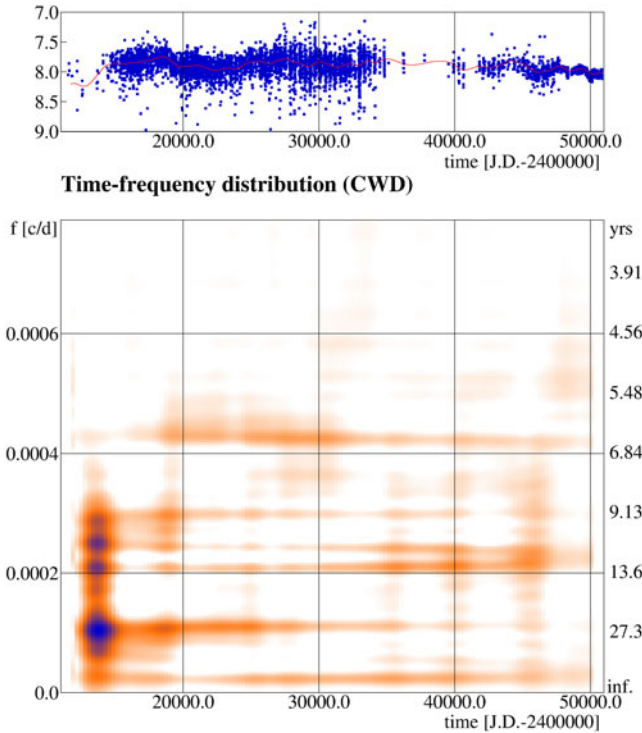 7.0
7.5
8.0
8.5
9.0
20000.0 30000.0 40000.0 50000.0
time [J.D.-2400000]
Time-frequency distribution (CWD)
f [c/d] yrs
3.91
0.0006 4.56
5.48
0.0004 6.84
9.13
0.0002 13.6
27.3
0.0 inf.
20000.0 30000.0 40000.0 50000.0
time [J.D.-2400000]